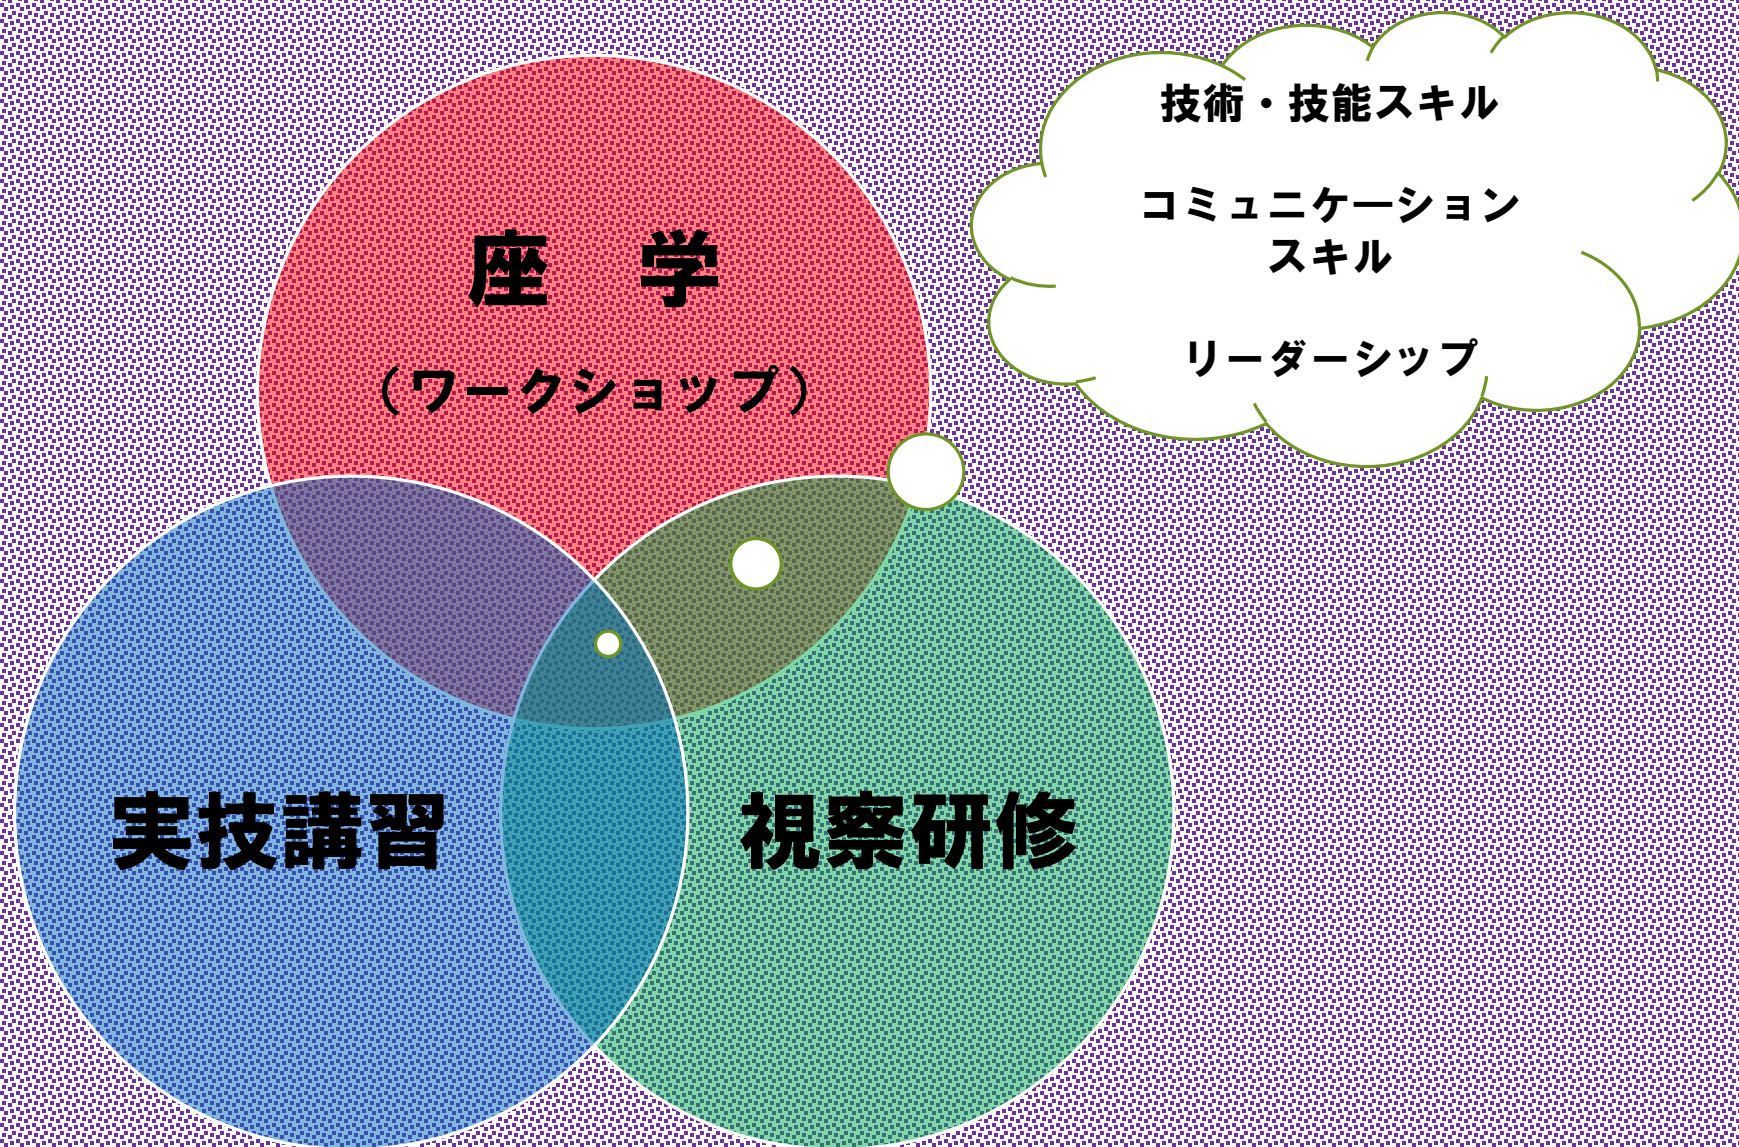 技術・技能スキル
コミュニケーション
スキル
リーダーシップ
座　学
（ワークショップ）
実技講習
視察研修